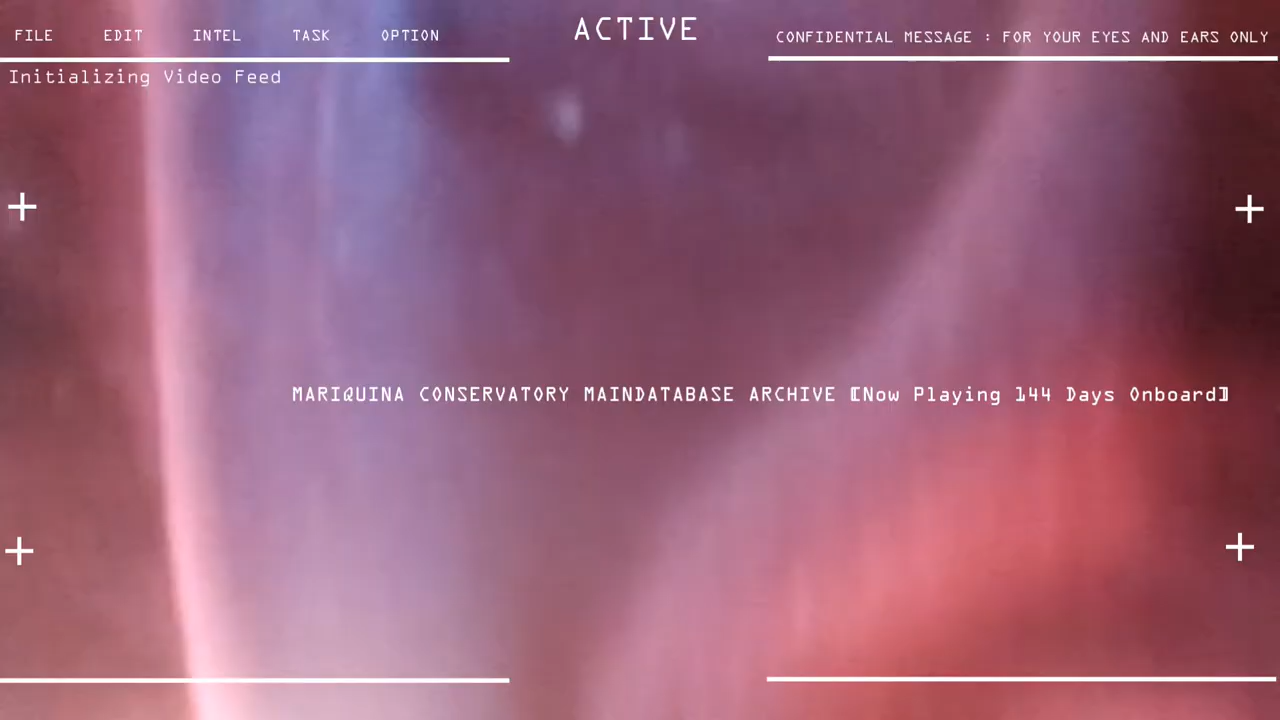 FILE EDIT INTEL TASK OPTION
ACTIVE
CONFIDENTIAL MESSAGE : FOR YOUR EYES AND EARS ONLY
Initializing Video Feed
MARIQUINA CONSERVATORY MAINDATABASE ARCHIVE [Now Playing 144 Days Onboard]